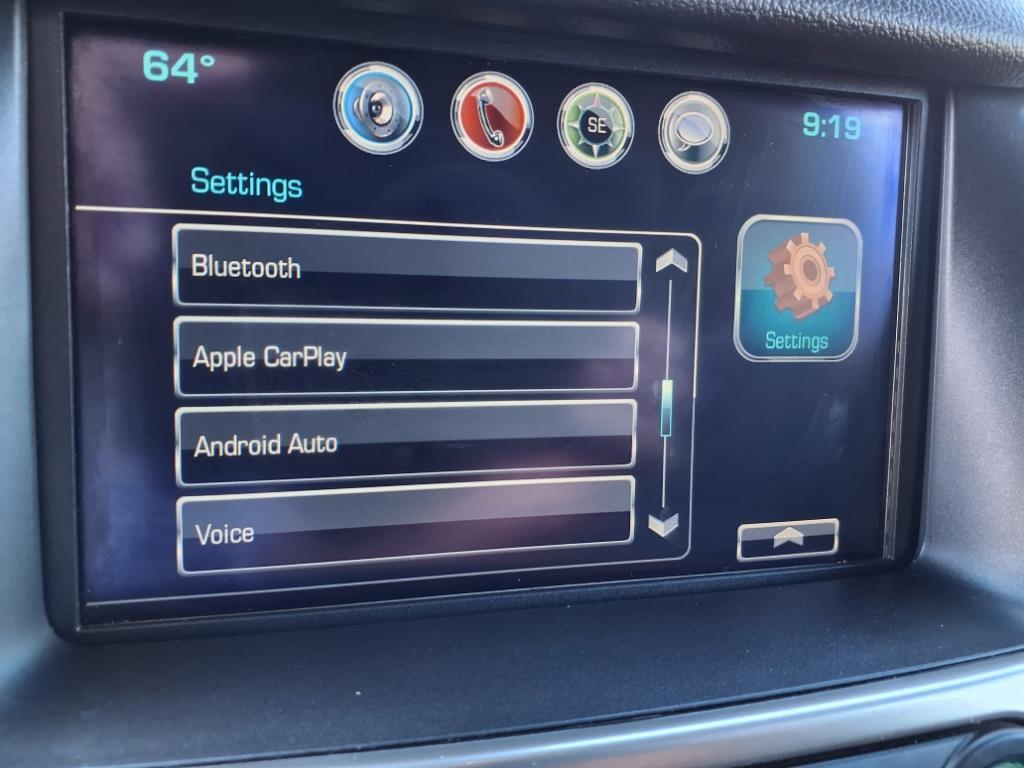 64°
SE
9:19
Settings
Bluetooth
Apple CarPlay
Android Auto
Voice
Settings